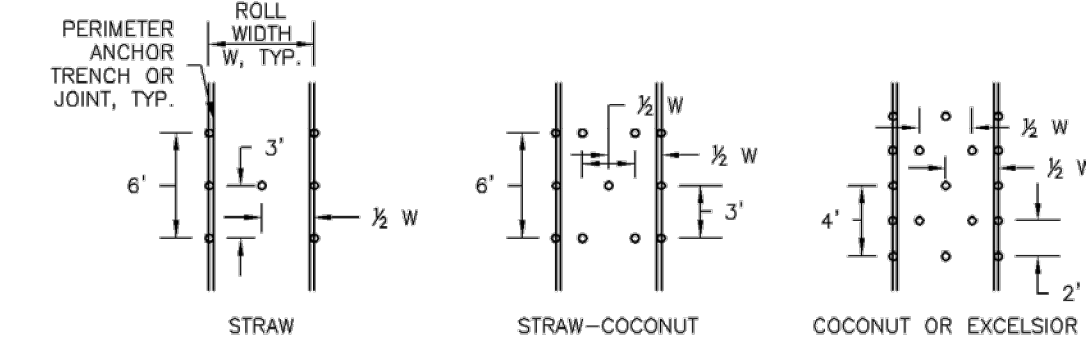 ROLL
WIDTH
W, TYP.
PERIMETER
ANCHOR
TRENCH OR
JOINT, TYP.
3'
6'
½ W
STRAW
½ W
½ W
6'
3'
STRAW-COCONUT
½ W
½ W
4'
2'
COCONUT OR EXCELSIOR